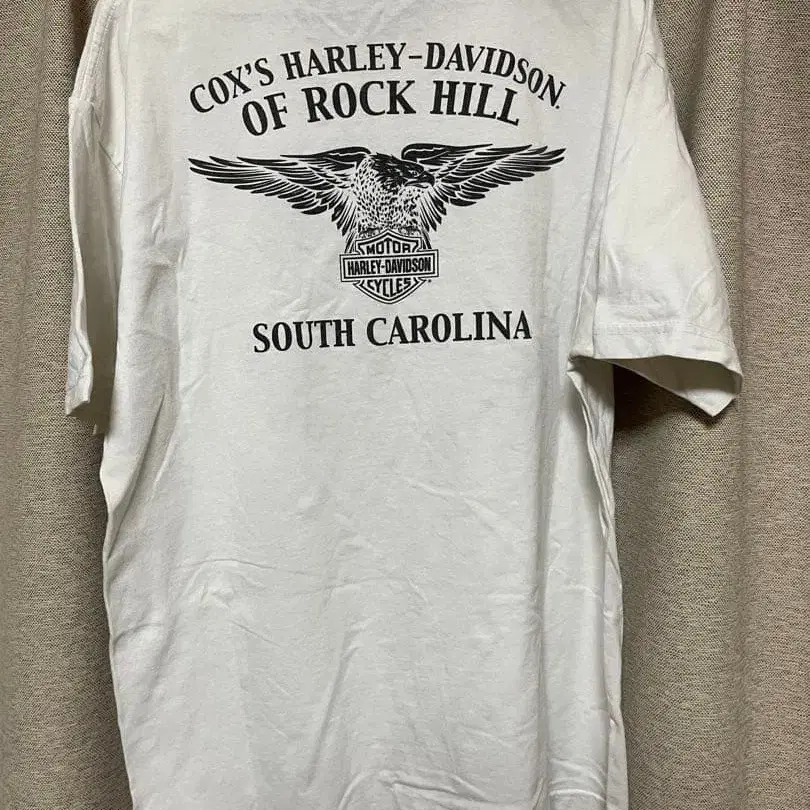 COX'S HARLEY-DAVIDSON.
OF ROCK HILL
MOTOR
HARLEY-DAVIDSON
CYCLES
SOUTH CAROLINA